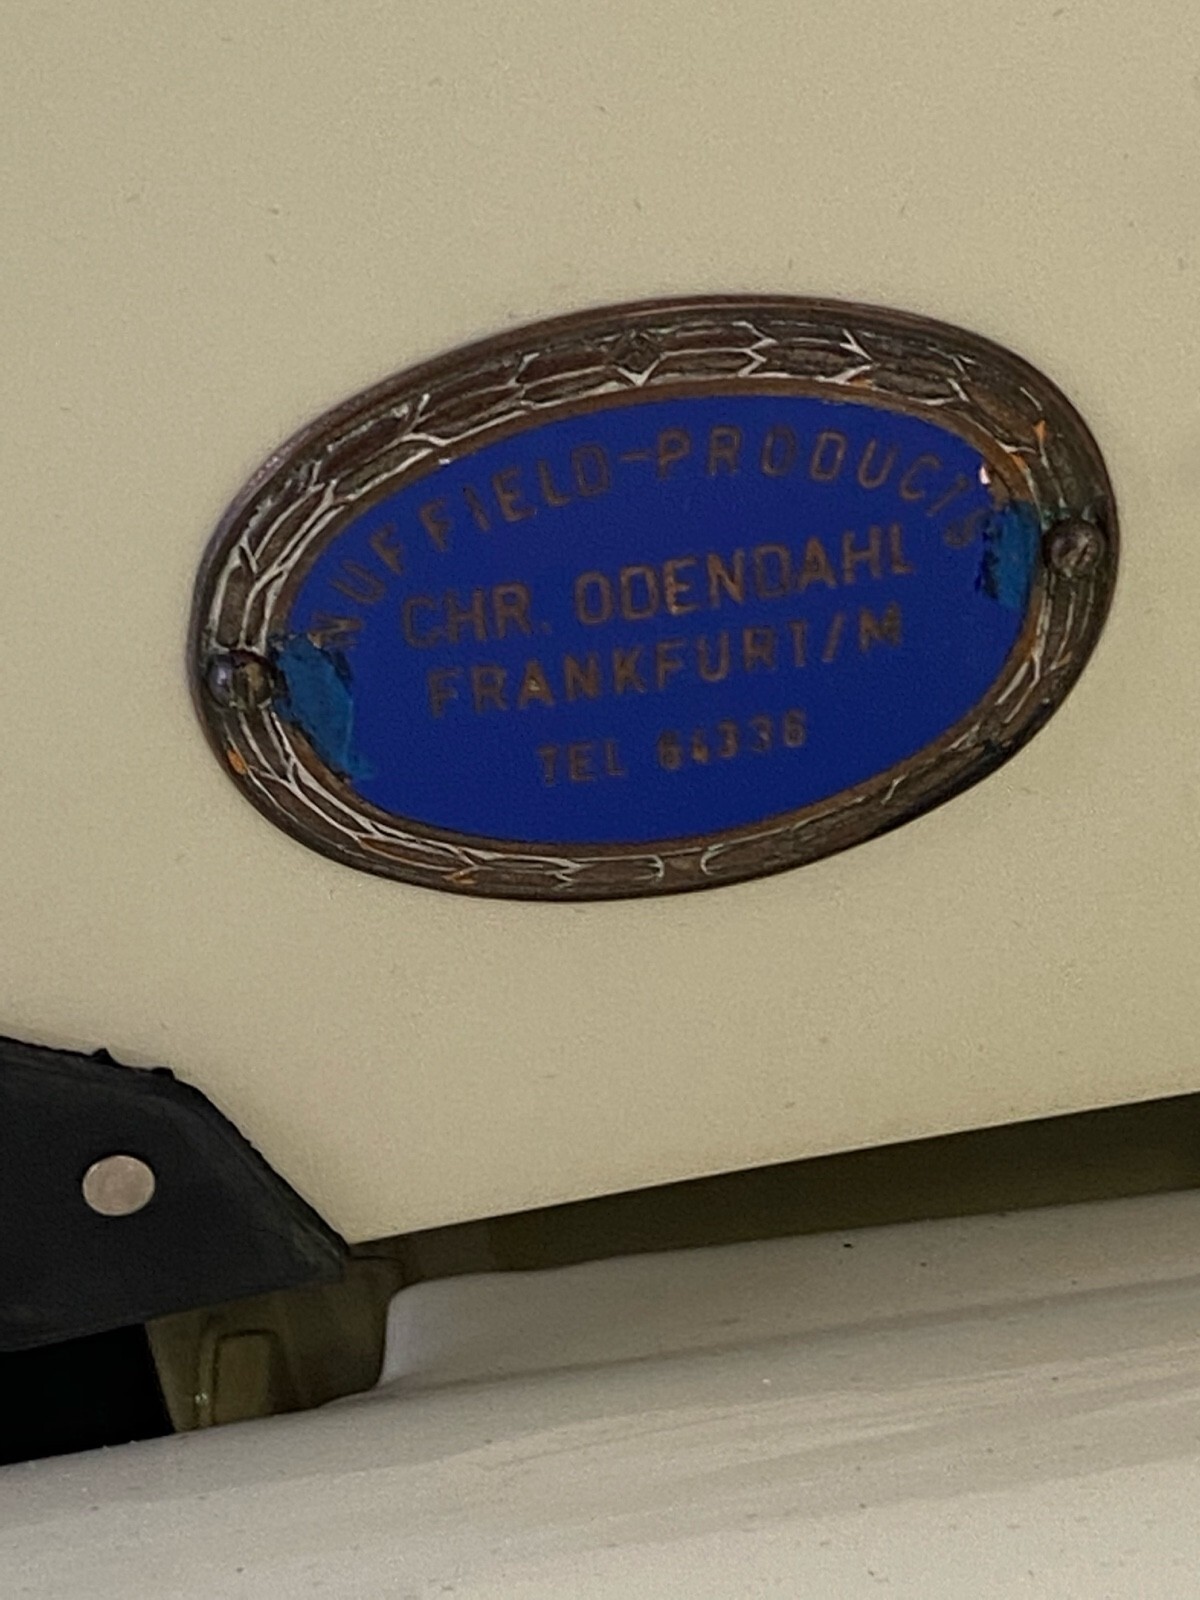 NUFFIELD-PRODUCTS
CHR. ODENDAHL
FRANKFURT/M
TEL 64336